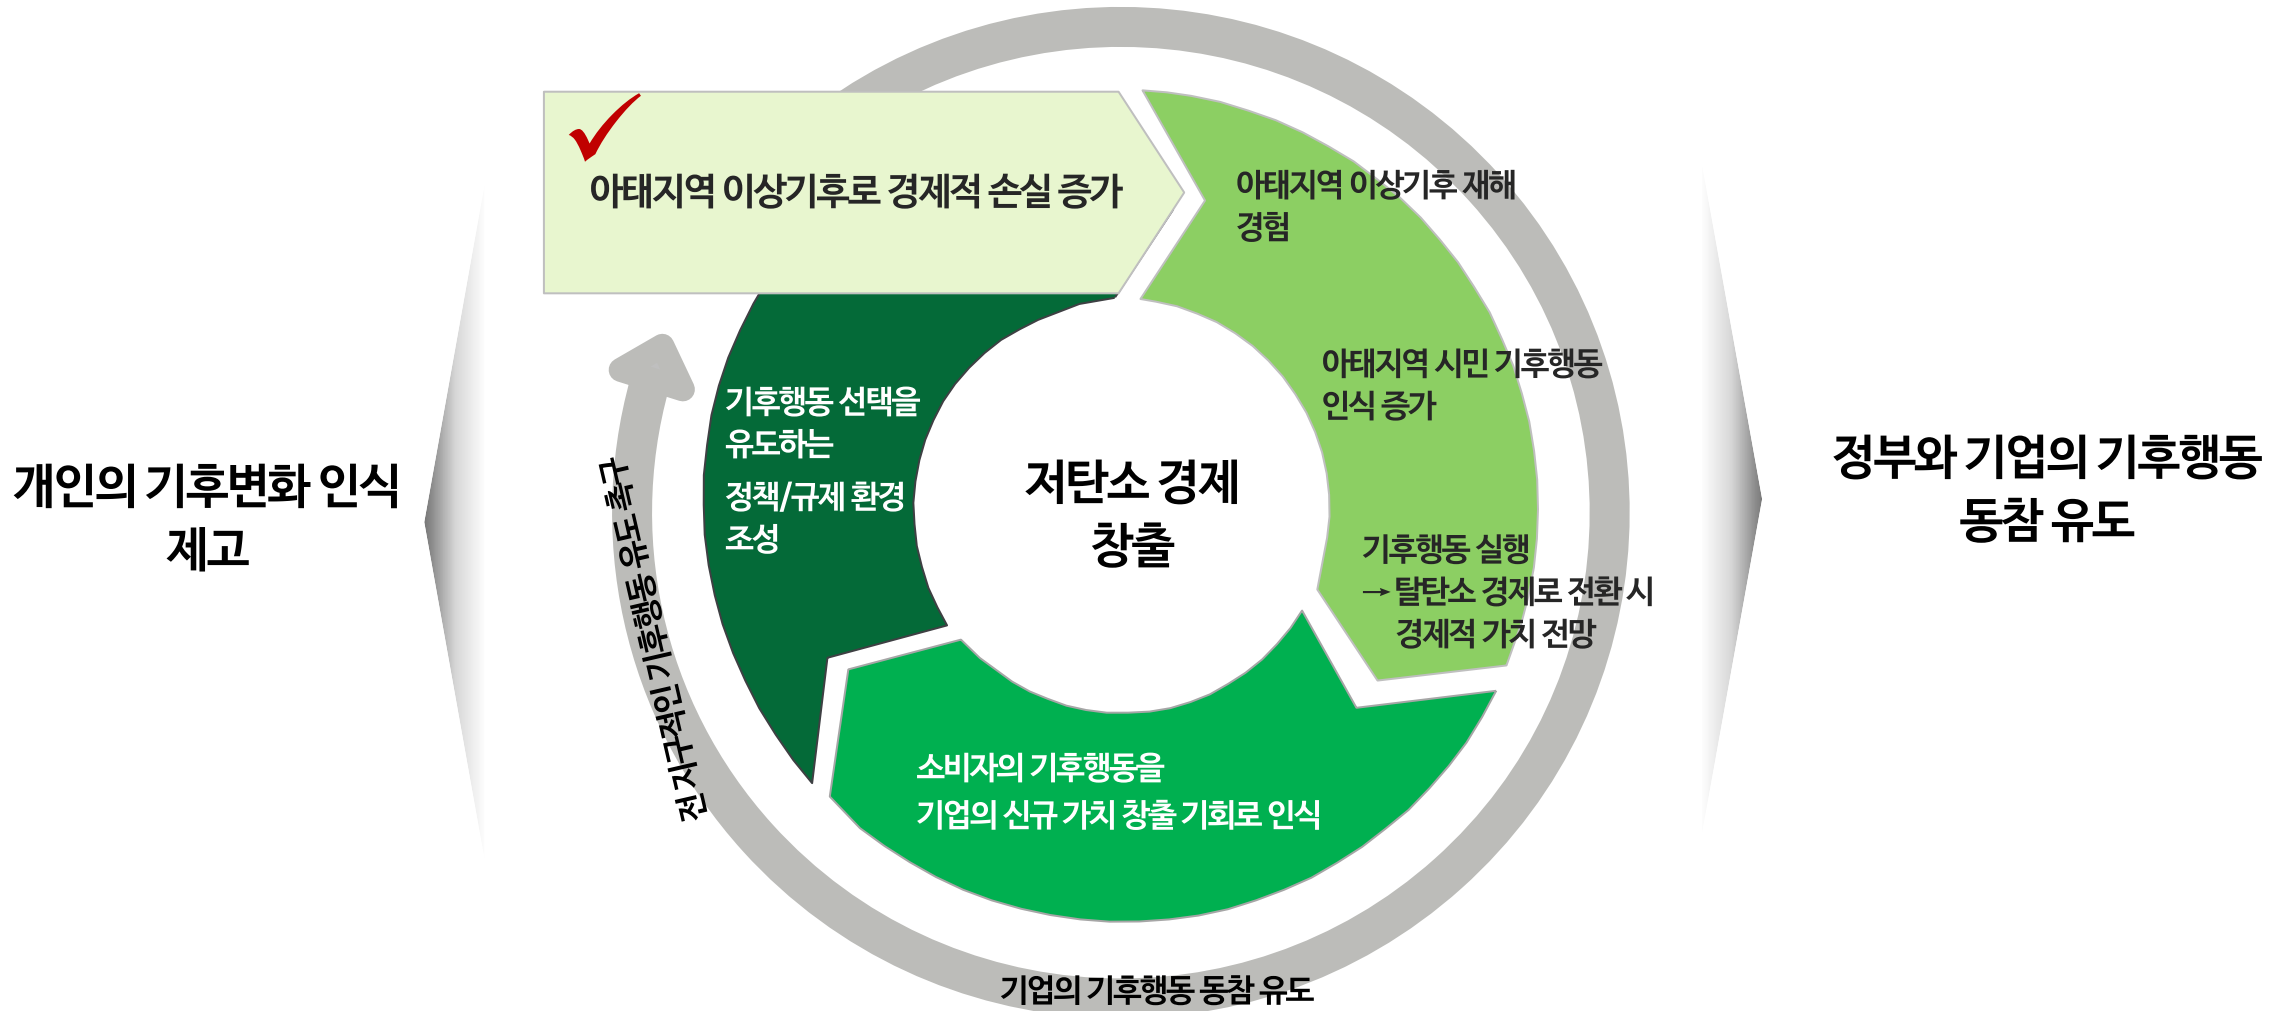 아태지역 이상기후로 경제적 손실 증가
아태지역 이상기후 재해
경험
아태지역 시민 기후행동
인식 증가
기후행동 실행
→탈탄소 경제로 전환 시
경제적 가치 전망
소비자의 기후행동을
기업의 신규 가치 창출 기회로 인식
기후행동 선택을
유도하는
정책/규제 환경
조성
저탄소 경제
창출
개인의 기후변화 인식
제고
정부와 기업의 기후행동
동참 유도
전 지구적인 기후행동 유도 촉구
기업의 기후행동 동참 유도